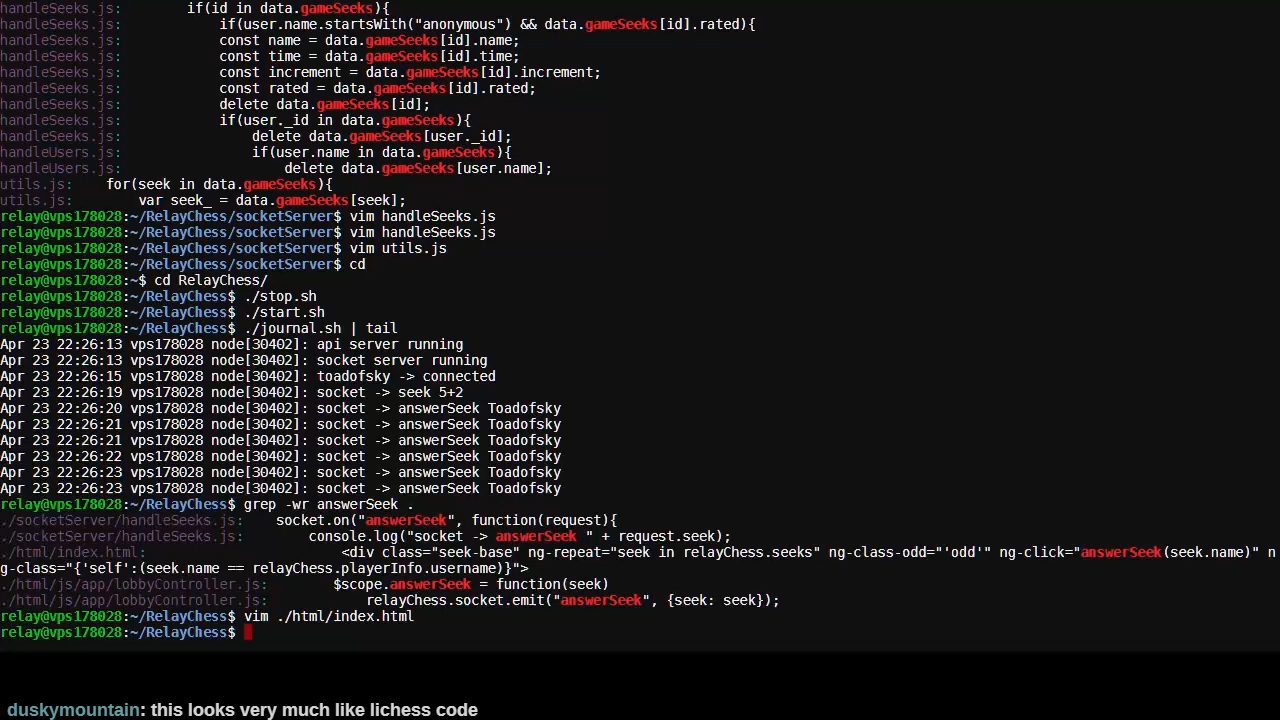 handleSeeks.js:        if(id in data.gameSeeks){
handleSeeks.js:            if(user.name.startsWith("anonymous") && data.gameSeeks[id].rated){
handleSeeks.js:            const name = data.gameSeeks[id].name;
handleSeeks.js:            const time = data.gameSeeks[id].time;
handleSeeks.js:            const increment = data.gameSeeks[id].increment;
handleSeeks.js:            const rated = data.gameSeeks[id].rated;
handleSeeks.js:            delete data.gameSeeks[id];
handleSeeks.js:            if(user._id in data.gameSeeks){
handleSeeks.js:                delete data.gameSeeks[user._id];
handleUsers.js:                if(user.name in data.gameSeeks){
handleUsers.js:                    delete data.gameSeeks[user.name];
utils.js:    for(seek in data.gameSeeks){
utils.js:        var seek_ = data.gameSeeks[seek];
relay@vps178028:~/RelayChess/socketServer$ vim handleSeeks.js
relay@vps178028:~/RelayChess/socketServer$ vim handleSeeks.js
relay@vps178028:~/RelayChess/socketServer$ vim utils.js
relay@vps178028:~/RelayChess/socketServer$ cd
relay@vps178028:~$ cd RelayChess/
relay@vps178028:~/RelayChess$ ./stop.sh
relay@vps178028:~/RelayChess$ ./start.sh
relay@vps178028:~/RelayChess$ ./journal.sh | tail
Apr 23 22:26:13 vps178028 node[30402]: api server running
Apr 23 22:26:13 vps178028 node[30402]: socket server running
Apr 23 22:26:15 vps178028 node[30402]: toadofsky -> connected
Apr 23 22:26:19 vps178028 node[30402]: socket -> seek 5+2
Apr 23 22:26:20 vps178028 node[30402]: socket -> answerSeek Toadofsky
Apr 23 22:26:21 vps178028 node[30402]: socket -> answerSeek Toadofsky
Apr 23 22:26:21 vps178028 node[30402]: socket -> answerSeek Toadofsky
Apr 23 22:26:22 vps178028 node[30402]: socket -> answerSeek Toadofsky
Apr 23 22:26:23 vps178028 node[30402]: socket -> answerSeek Toadofsky
Apr 23 22:26:23 vps178028 node[30402]: socket -> answerSeek Toadofsky
relay@vps178028:~/RelayChess$ grep -wr answerSeek .
./socketServer/handleSeeks.js:    socket.on("answerSeek", function(request){
./socketServer/handleSeeks.js:        console.log("socket -> answerSeek " + request.seek);
./html/index.html:                        <div class="seek-base" ng-repeat="seek in relayChess.seeks" ng-class-odd="'odd'" ng-click="answerSeek(seek.name)" n
g-class="{'self':(seek.name == relayChess.playerInfo.username)}">
./html/js/app/lobbyController.js:        $scope.answerSeek = function(seek)
./html/js/app/lobbyController.js:            relayChess.socket.emit("answerSeek", {seek: seek});
relay@vps178028:~/RelayChess$ vim ./html/index.html
relay@vps178028:~/RelayChess$
duskymountain: this looks very much like lichess code